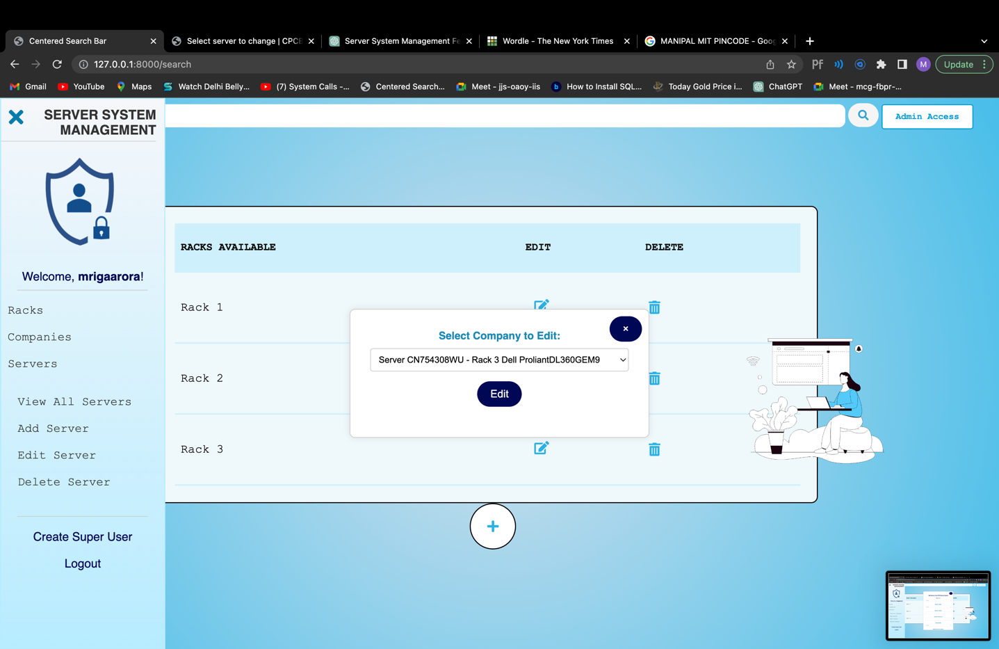 Centered Search Bar
Select server to change | CPCB
Server System Management Fe
Wordle - The New York Times
MANIPAL MIT PINCODE - Goog
127.0.0.1:8000/search
Pf
M
Update
Gmail
YouTube
Maps
Watch Delhi Belly...
(7) System Calls -...
Centered Search...
Meet - jjs-oaoy-iis
b
How to Install SQL...
Today Gold Price i...
ChatGPT
Meet - mcg-fbpr-...
SERVER SYSTEM
MANAGEMENT
Admin Access
Welcome, mrigaarora!
Racks
Companies
Servers
View All Servers
Add Server
Edit Server
Delete Server
Create Super User
Logout
RACKS AVAILABLE EDIT DELETE
Rack 1
Rack 2
Rack 3
Select Company to Edit:
Server CN754308WU - Rack 3 Dell ProliantDL360GEM9
Edit